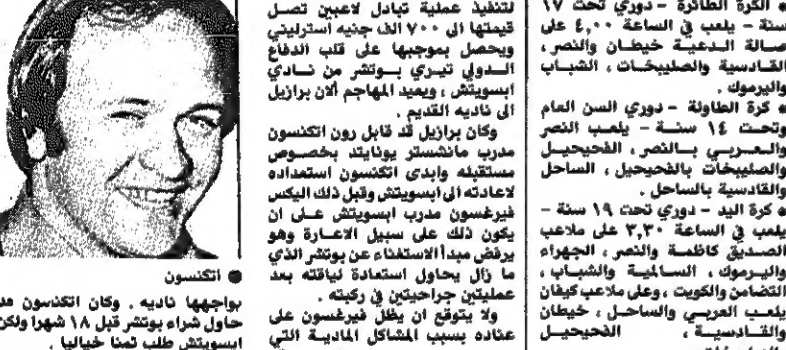 • الكرة الطائرة - دوري تحت ١٧
سنة - يلعب في الساعة ٤,٠٠ على
صالة الدعية خيطان والنصر ،
القادسية والصليبخات ، الشباب
واليرموك .
• كرة الطاولة - دوري السن العام
وتحت ١٤ سنة - يلعب النصر
والعربي بالنصر ، الفحيحيل
والصليبخات بالفحيحيل ، الساحل
والقادسية بالساحل .
• كرة اليد - دوري تحت ١٩ سنة -
يلعب في الساعة ٣,٣٠ على ملاعب
الصديق كاظمة والنصر ، الجهراء
واليرموك ، السالمية والشباب ،
التضامن والكويت ، وعلى ملاعب كيفان
يلعب العربي والساحل ، خيطان
والقادسية ، الفحيحيل
لتنفيذ عملية تبادل لاعبين تصل
قيمتها الى ٧٠٠ الف جنيه استرليني
ويحصل بموجبها على قلب الدفاع
الدولي تيري بوتشر من نادي
ابسويتش ، ويعيد المهاجم ألان برازيل
الى ناديه القديم .
وكان برازيل قد قابل رون اتكنسون
مدرب مانشستر يونايتد بخصوص
مستقبله وابدى اتكنسون استعداده
لاعادته الى ابسويتش وقبل ذلك اليكس
فيرغسون مدرب ابسويتش على ان
يكون ذلك على سبيل الاعارة وهو
يرفض مبدأ الاستغناء عن بوتشر الذي
ما زال يحاول استعادة لياقته بعد
عمليتين جراحيتين في ركبته .
ولا يتوقع ان يظل فيرغسون على
عناده بسبب المشاكل المادية التي
• اتكنسون
بواجهها ناديه . وكان اتكنسون قد
حاول شراء بوتشر قبل ١٨ شهرا ولكن
ابسويتش طلب ثمنا خياليا .